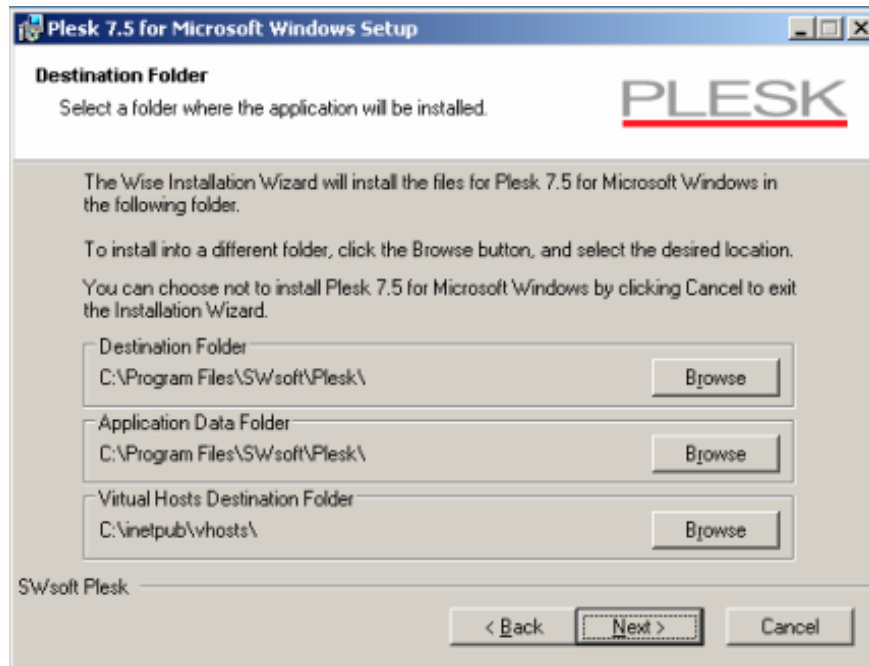 Plesk 7.5 for Microsoft Windows Setup
Destination Folder
Select a folder where the application will be installed.
PLESK
The Wise Installation Wizard will install the files for Plesk 7.5 for Microsoft Windows in
the following folder.
To install into a different folder, click the Browse button, and select the desired location.
You can choose not to install Plesk 7.5 for Microsoft Windows by clicking Cancel to exit
the Installation Wizard.
Destination Folder
C:\Program Files\SWsoft\Plesk\
Browse
Application Data Folder
C:\Program Files\SWsoft\Plesk\
Browse
Virtual Hosts Destination Folder
C:\inetpub\vhosts\
Browse
SWsoft Plesk
< Back
Next >
Cancel